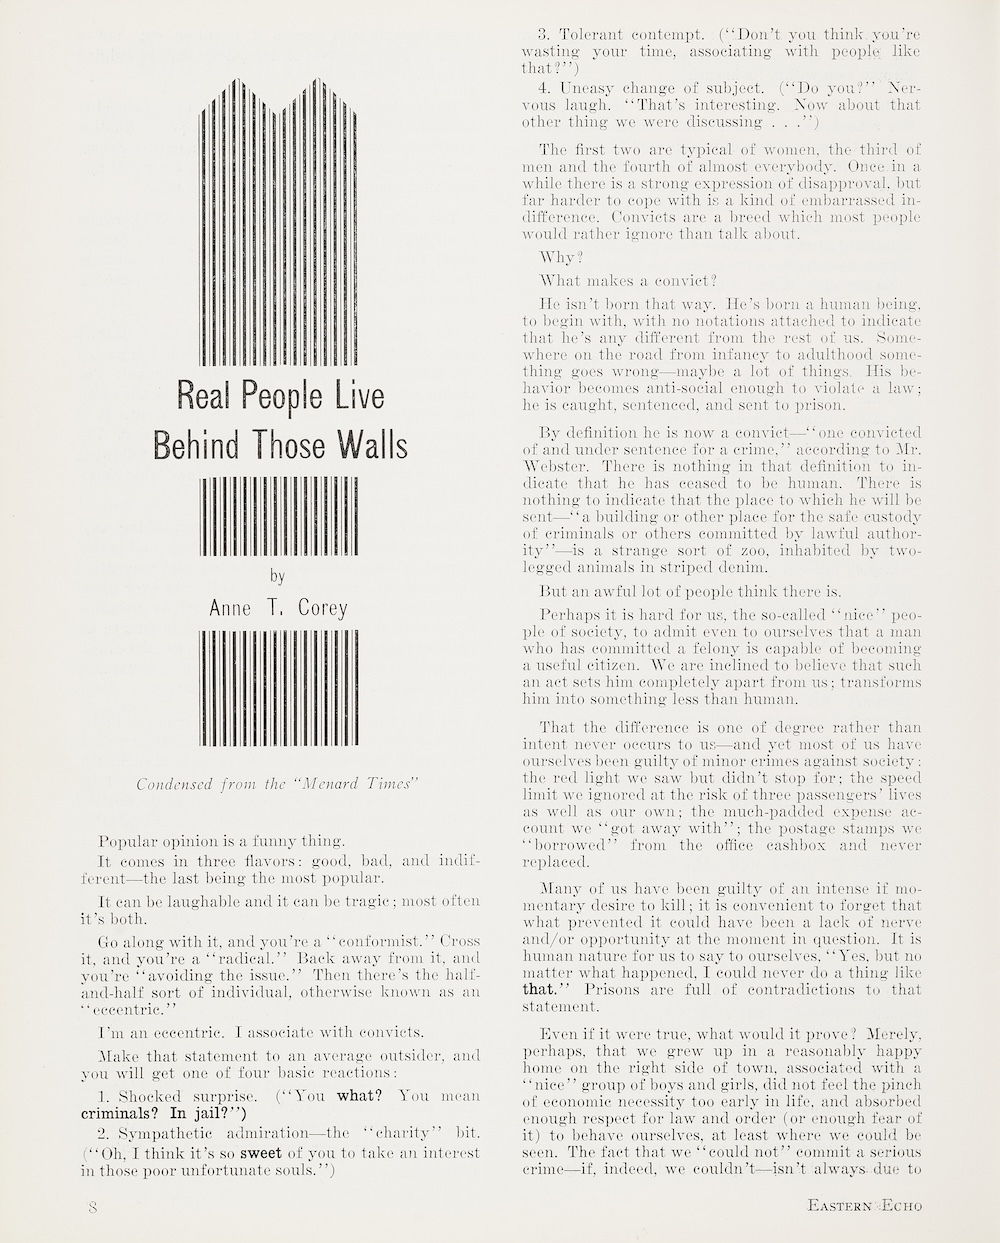 Real People Live
Behind Those Walls
by
Anne T. Corey
Condensed from the "Menard Times"
Popular opinion is a funny thing.
It comes in three flavors: good, bad, and indif-
ferent—the last being the most popular.
It can be laughable and it can be tragic; most often
it's both.
Go along with it, and you're a "conformist." Cross
it, and you're a "radical." Back away from it, and
you're "avoiding the issue." Then there's the half-
and-half sort of individual, otherwise known as an
"eccentric."
I'm an eccentric. I associate with convicts.
Make that statement to an average outsider, and
you will get one of four basic reactions:
1. Shocked surprise. ("You what? You mean
criminals? In jail?")
2. Sympathetic admiration—the "charity" bit.
("Oh, I think it's so sweet of you to take an interest
in those poor unfortunate souls.")
3. Tolerant contempt. ("Don't you think you're
wasting your time, associating with people like
that?")
4. Uneasy change of subject. ("Do you?" Ner-
vous laugh. "That's interesting. Now about that
other thing we were discussing . . .")
The first two are typical of women, the third of
men and the fourth of almost everybody. Once in a
while there is a strong expression of disapproval, but
far harder to cope with is a kind of embarrassed in-
difference. Convicts are a breed which most people
would rather ignore than talk about.
Why?
What makes a convict?
He isn't born that way. He's born a human being,
to begin with, with no notations attached to indicate
that he's any different from the rest of us. Some-
where on the road from infancy to adulthood some-
thing goes wrong—maybe a lot of things. His be-
havior becomes anti-social enough to violate a law;
he is caught, sentenced, and sent to prison.
By definition he is now a convict—"one convicted
of and under sentence for a crime," according to Mr.
Webster. There is nothing in that definition to in-
dicate that he has ceased to be human. There is
nothing to indicate that the place to which he will be
sent—"a building or other place for the safe custody
of criminals or others committed by lawful author-
ity"—is a strange sort of zoo, inhabited by two-
legged animals in striped denim.
But an awful lot of people think there is.
Perhaps it is hard for us, the so-called "nice" peo-
ple of society, to admit even to ourselves that a man
who has committed a felony is capable of becoming
a useful citizen. We are inclined to believe that such
an act sets him completely apart from us; transforms
him into something less than human.
That the difference is one of degree rather than
intent never occurs to us—and yet most of us have
ourselves been guilty of minor crimes against society:
the red light we saw but didn't stop for; the speed
limit we ignored at the risk of three passengers' lives
as well as our own; the much-padded expense ac-
count we "got away with"; the postage stamps we
"borrowed" from the office cashbox and never
replaced.
Many of us have been guilty of an intense if mo-
mentary desire to kill; it is convenient to forget that
what prevented it could have been a lack of nerve
and/or opportunity at the moment in question. It is
human nature for us to say to ourselves, "Yes, but no
matter what happened, I could never do a thing like
that." Prisons are full of contradictions to that
statement.
Even if it were true, what would it prove? Merely,
perhaps, that we grew up in a reasonably happy
home on the right side of town, associated with a
"nice" group of boys and girls, did not feel the pinch
of economic necessity too early in life, and absorbed
enough respect for law and order (or enough fear of
it) to behave ourselves, at least where we could be
seen. The fact that we "could not" commit a serious
crime—if, indeed, we couldn't—isn't always due to
8
EASTERN ECHO